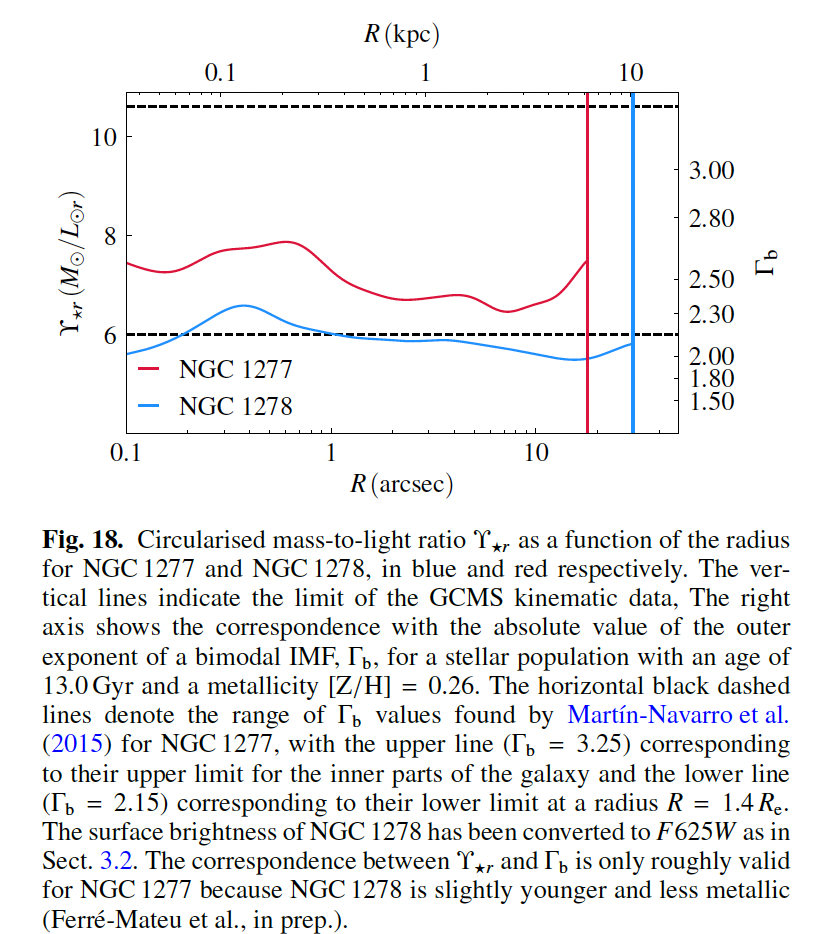 R (kpc)
0.1 1 10
10
8
6
ϒ⋆r (M⊙/L⊙r)
3.00
2.80
2.50
2.30
2.00
1.80
1.50
Γb
NGC 1277
NGC 1278
0.1 1 10
R (arcsec)
Fig. 18. Circularised mass-to-light ratio ϒ⋆r as a function of the radius
for NGC 1277 and NGC 1278, in blue and red respectively. The ver-
tical lines indicate the limit of the GCMS kinematic data, The right
axis shows the correspondence with the absolute value of the outer
exponent of a bimodal IMF, Γb, for a stellar population with an age of
13.0 Gyr and a metallicity [Z/H] = 0.26. The horizontal black dashed
lines denote the range of Γb values found by Martín-Navarro et al.
(2015) for NGC 1277, with the upper line (Γb = 3.25) corresponding
to their upper limit for the inner parts of the galaxy and the lower line
(Γb = 2.15) corresponding to their lower limit at a radius R = 1.4 Re.
The surface brightness of NGC 1278 has been converted to F625W as in
Sect. 3.2. The correspondence between ϒ⋆r and Γb is only roughly valid
for NGC 1277 because NGC 1278 is slightly younger and less metallic
(Ferré-Mateu et al., in prep.).